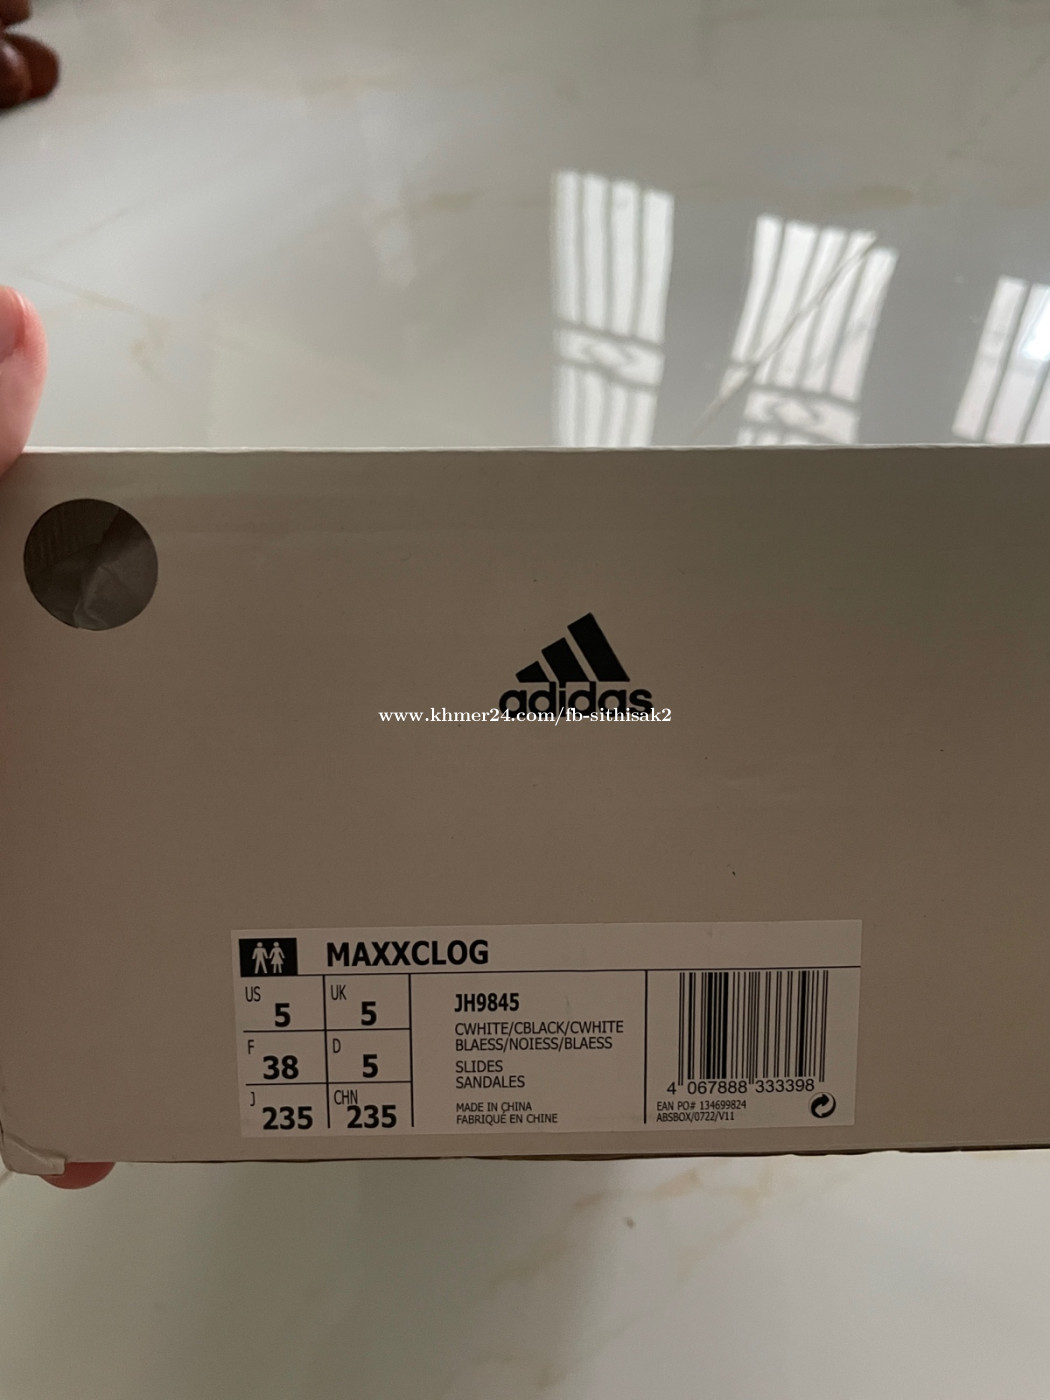 adidas
www.khmer24.com/fb-sithisak2
MAXXCLOG
US 5 UK 5
F 38 D 5
J 235 CHN 235
JH9845
CWHITE/CBLACK/CWHITE
BLAESS/NOIESS/BLAESS
SLIDES
SANDALES
MADE IN CHINA
FABRIQUÉ EN CHINE
4 067888 333398
EAN PO# 134699824
ABSBOX/0722/V11